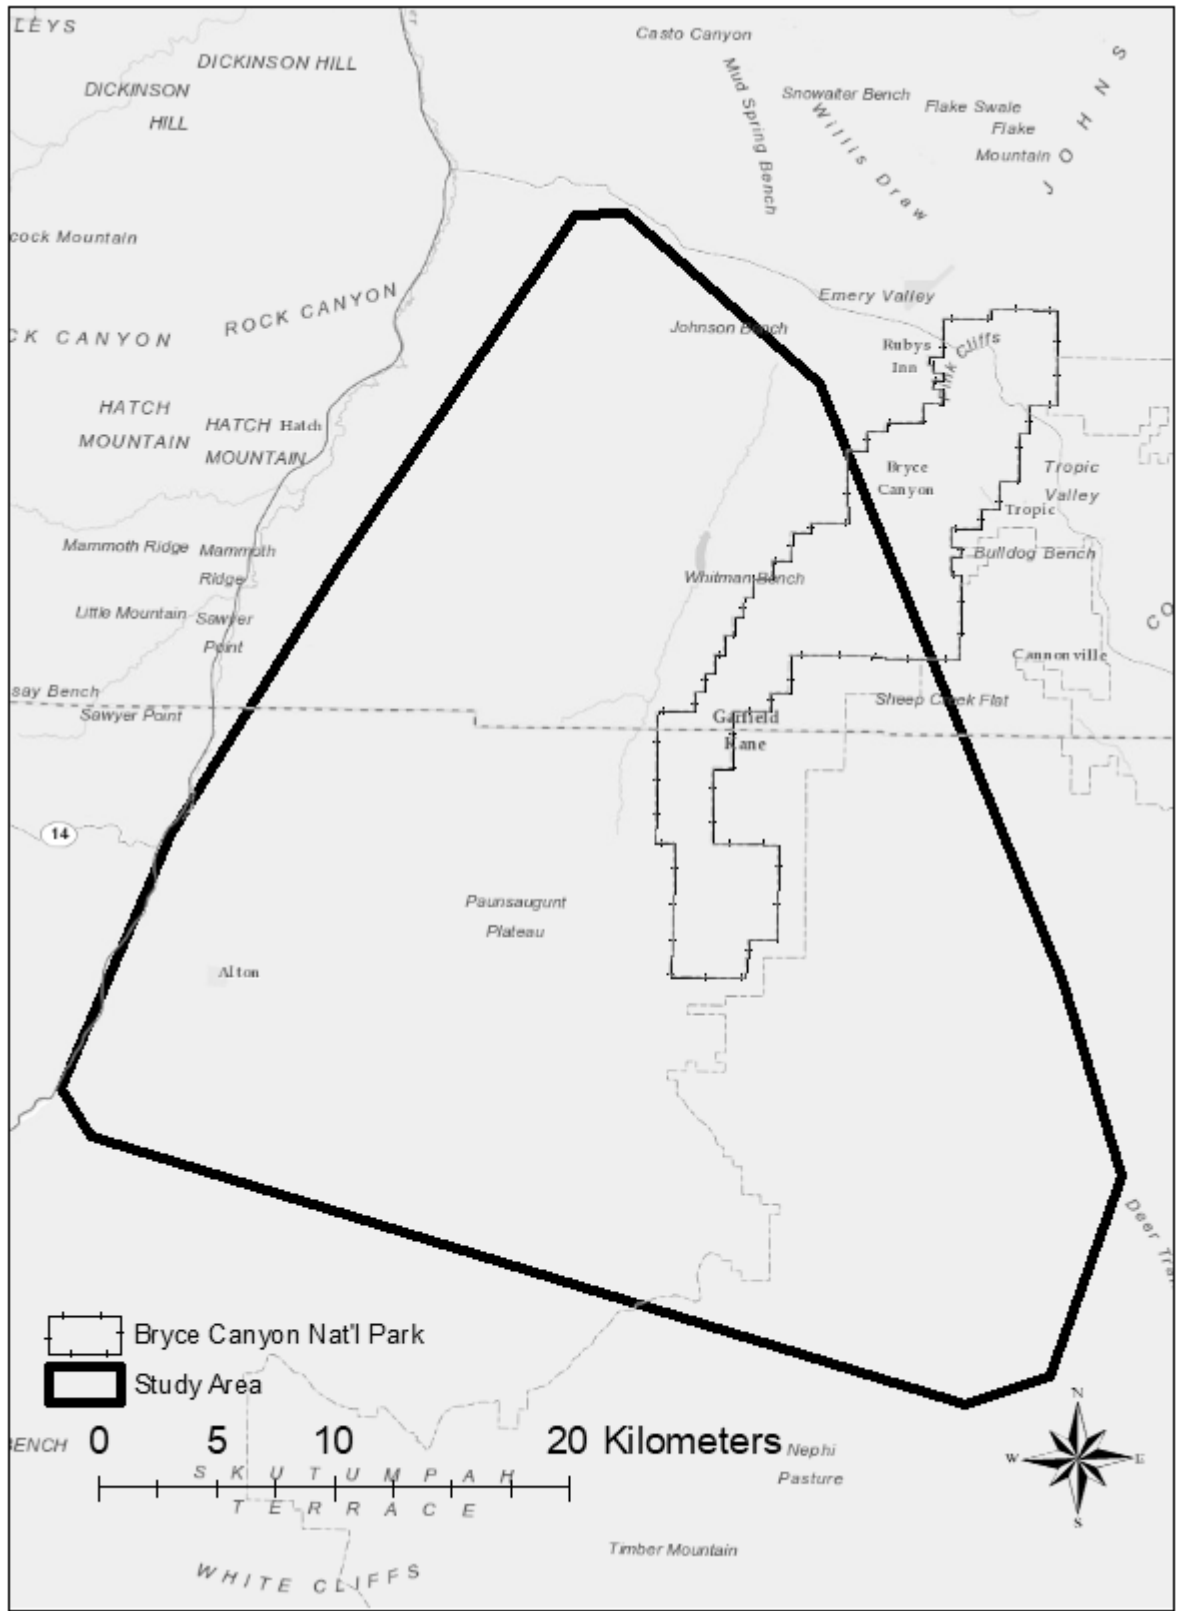 LEYS
DICKINSON HILL
DICKINSON
HILL
Casto Canyon
Mud Spring Bench
Snowalter Bench
Willis Draw
Flake Swale
Flake
Mountain
JOHNS
cock Mountain
ROCK CANYON
CK CANYON
Emery Valley
Johnson Bench
Rubys
Inn
Pink Cliffs
HATCH
MOUNTAIN
HATCH
MOUNTAIN
Hatch
Bryce
Canyon
Tropic
Valley
Tropic
Bulldog Bench
Mammoth Ridge
Mammoth
Ridge
Whitman Bench
Little Mountain
Sawyer
Point
CO
Cannonville
say Bench
Sawyer Point
Sheep Creek Flat
Garfield
Kane
14
Paunsaugunt
Plateau
Alton
Deer Trai
Bryce Canyon Nat'l Park
Study Area
BENCH
0 5 10 20 Kilometers
SKUTUMPAH
TERRACE
Nephi
Pasture
N
W E
S
Timber Mountain
WHITE CLIFFS